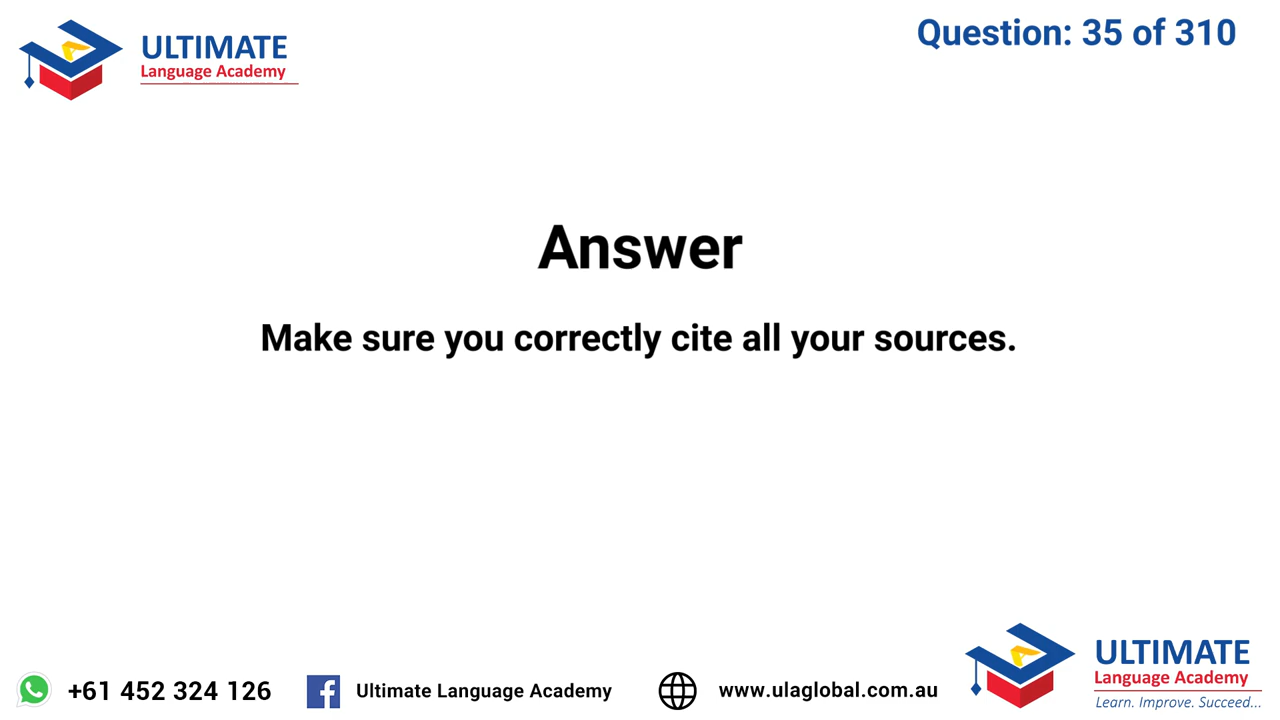 ULTIMATE
Language Academy
Question: 35 of 310
Answer
Make sure you correctly cite all your sources.
+61 452 324 126
Ultimate Language Academy
www.ulaglobal.com.au
ULTIMATE
Language Academy
Learn. Improve. Succeed...